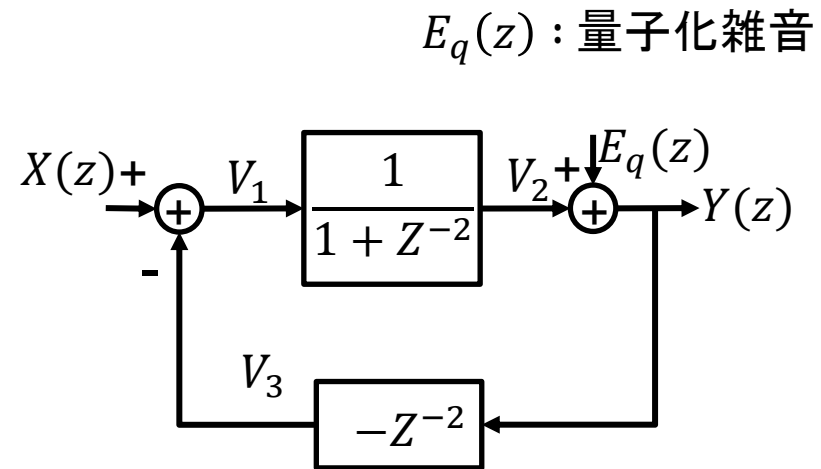 E_q(z)：量子化雑音
X(z)+
V_1
1
1 + Z^{-2}
V_2
+
E_q(z)
+
+
Y(z)
-
V_3
-Z^{-2}